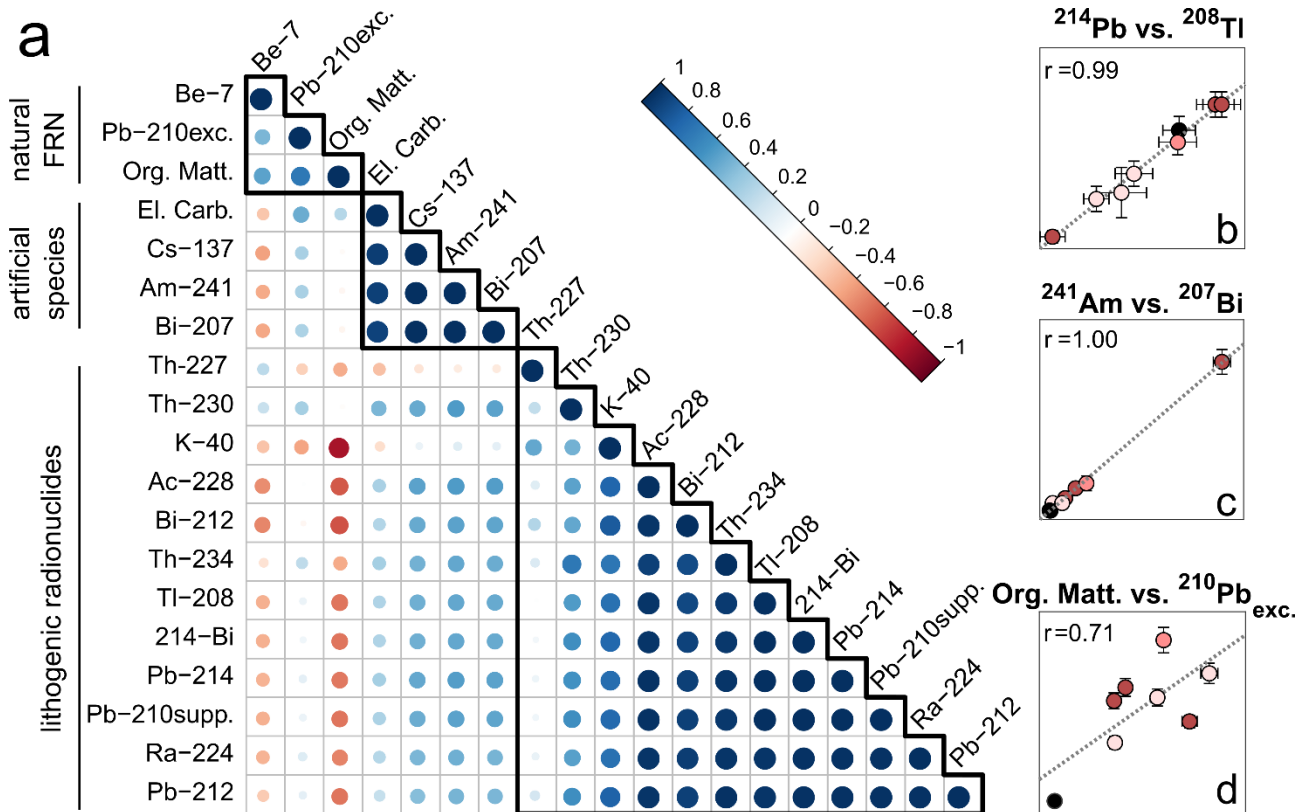 a
Be−7
Pb−210exc.
Org. Matt.
El. Carb.
Cs−137
Am−241
Bi−207
Th-227
Th−230
K−40
Ac−228
Bi−212
Th−234
Tl−208
214−Bi
Pb−214
Pb−210supp.
Ra−224
Pb−212
natural
FRN
artificial
species
lithogenic radionuclides
Be−7
Pb−210exc.
Org. Matt.
El. Carb.
Cs−137
Am−241
Bi−207
Th−227
Th−230
K−40
Ac−228
Bi−212
Th−234
Tl−208
214−Bi
Pb−214
Pb−210supp.
Ra−224
Pb−212
1
0.8
0.6
0.4
0.2
0
−0.2
−0.4
−0.6
−0.8
−1
²¹⁴Pb vs. ²⁰⁸Tl
r=0.99
b
²⁴¹Am vs. ²⁰⁷Bi
r=1.00
c
Org. Matt. vs. ²¹⁰Pb exc.
r=0.71
d